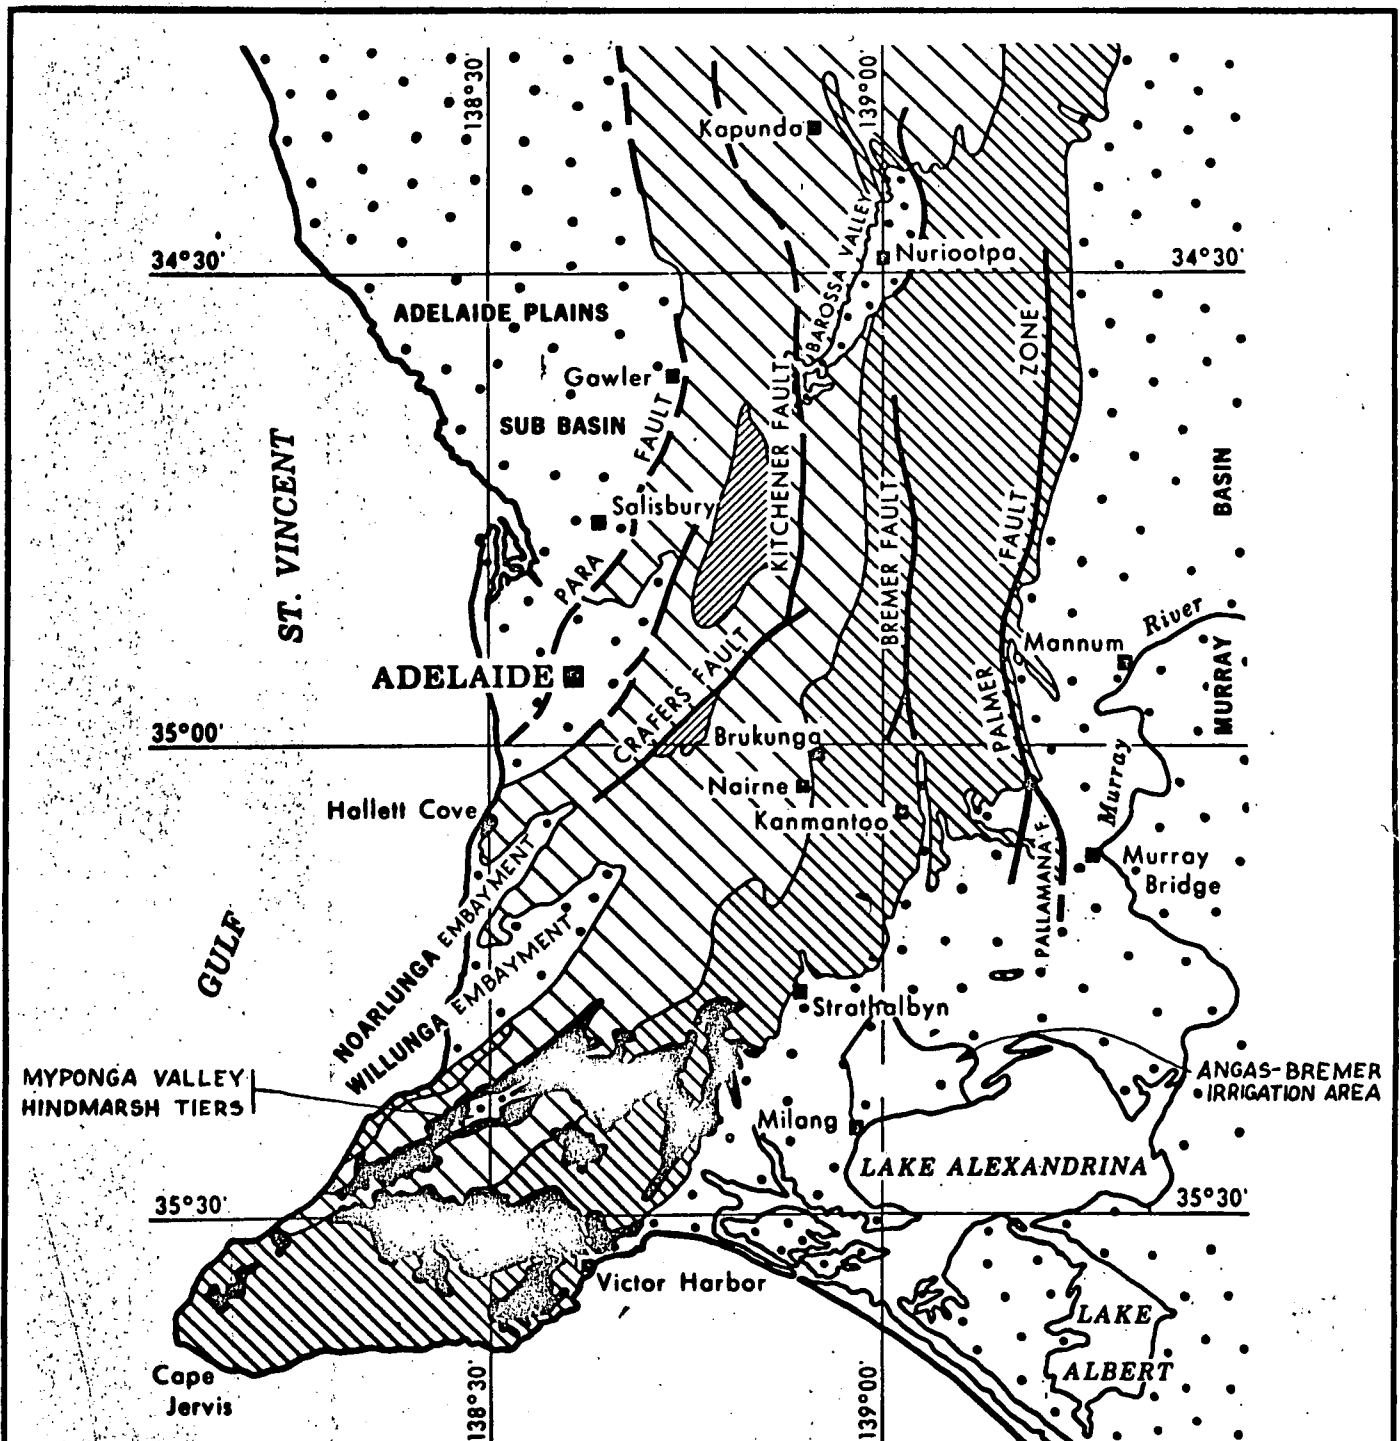 138°30'
139°00'
Kapunda
BAROSSA VALLEY
Nuriootpa
34°30'
34°30'
ADELAIDE PLAINS
SUB BASIN
Gawler
PARA FAULT
KITCHENER FAULT
ZONE
FAULT
PALMER
BREMER FAULT
BASIN
MURRAY
ST. VINCENT
GULF
Salisbury
River
Murray
Mannum
ADELAIDE
CRAFERS FAULT
35°00'
Brukunga
Nairne
Kanmantoo
Hallett Cove
Murray
Bridge
PALLAMANA F.
NOARLUNGA EMBAYMENT
WILLUNGA EMBAYMENT
Strathalbyn
MYPONGA VALLEY
HINDMARSH TIERS
ANGAS-BREMER
IRRIGATION AREA
Milang
LAKE ALEXANDRINA
35°30'
35°30'
Victor Harbor
LAKE
ALBERT
Cape
Jervis
138°30'
139°00'